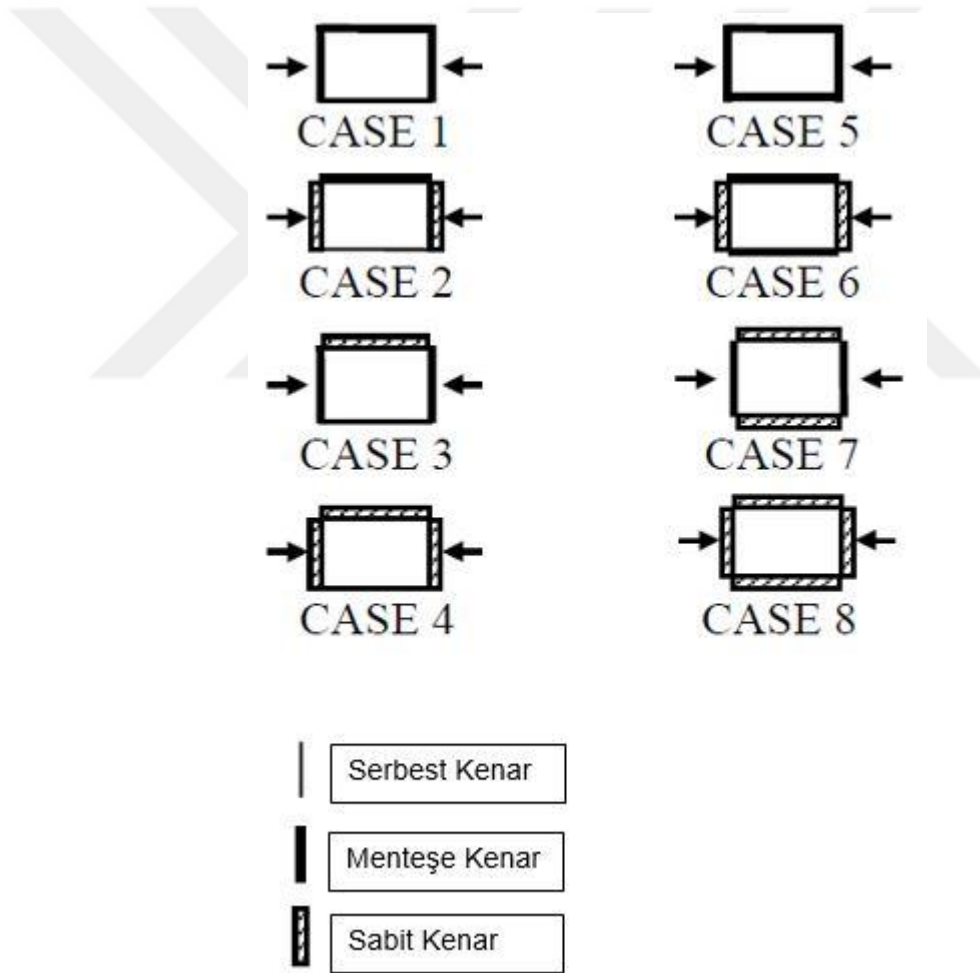 CASE 1
CASE 5
CASE 2
CASE 6
CASE 3
CASE 7
CASE 4
CASE 8
Serbest Kenar
Menteşe Kenar
Sabit Kenar